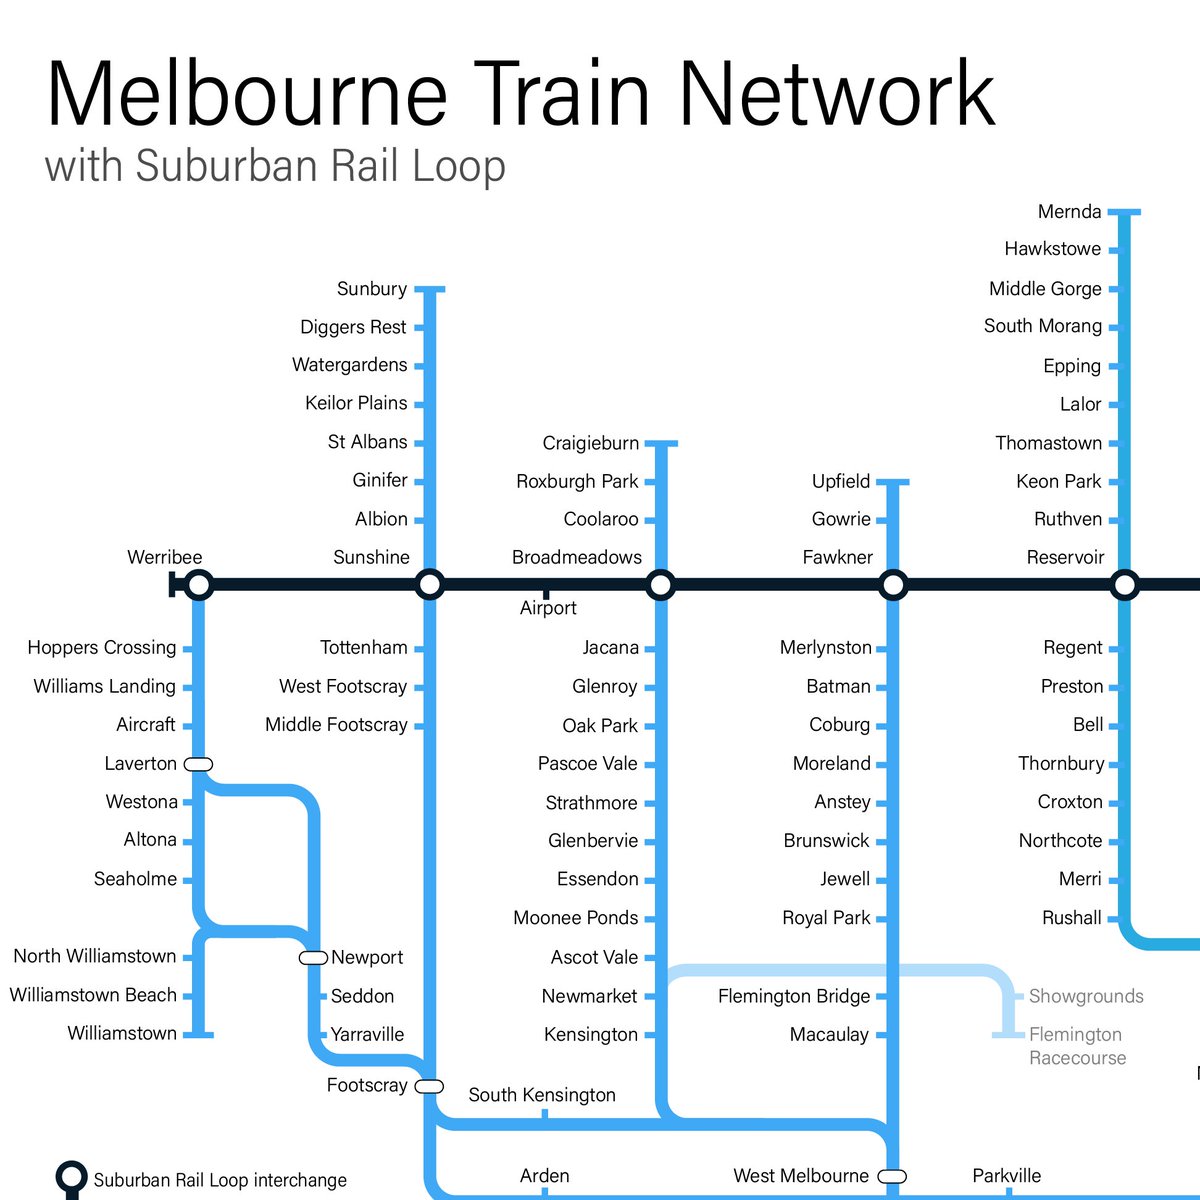 Melbourne Train Network
with Suburban Rail Loop
Mernda
Hawkstowe
Middle Gorge
South Morang
Epping
Lalor
Thomastown
Keon Park
Ruthven
Reservoir
Sunbury
Diggers Rest
Watergardens
Keilor Plains
St Albans
Ginifer
Albion
Sunshine
Craigieburn
Roxburgh Park
Coolaroo
Broadmeadows
Upfield
Gowrie
Fawkner
Werribee
Airport
Hoppers Crossing
Williams Landing
Aircraft
Laverton
Westona
Altona
Seaholme
North Williamstown
Williamstown Beach
Williamstown
Newport
Seddon
Yarraville
Footscray
Tottenham
West Footscray
Middle Footscray
Jacana
Glenroy
Oak Park
Pascoe Vale
Strathmore
Glenbervie
Essendon
Moonee Ponds
Ascot Vale
Newmarket
Kensington
South Kensington
Merlynston
Batman
Coburg
Moreland
Anstey
Brunswick
Jewell
Royal Park
Flemington Bridge
Macaulay
Regent
Preston
Bell
Thornbury
Croxton
Northcote
Merri
Rushall
Showgrounds
Flemington
Racecourse
Arden
West Melbourne
Parkville
Suburban Rail Loop interchange